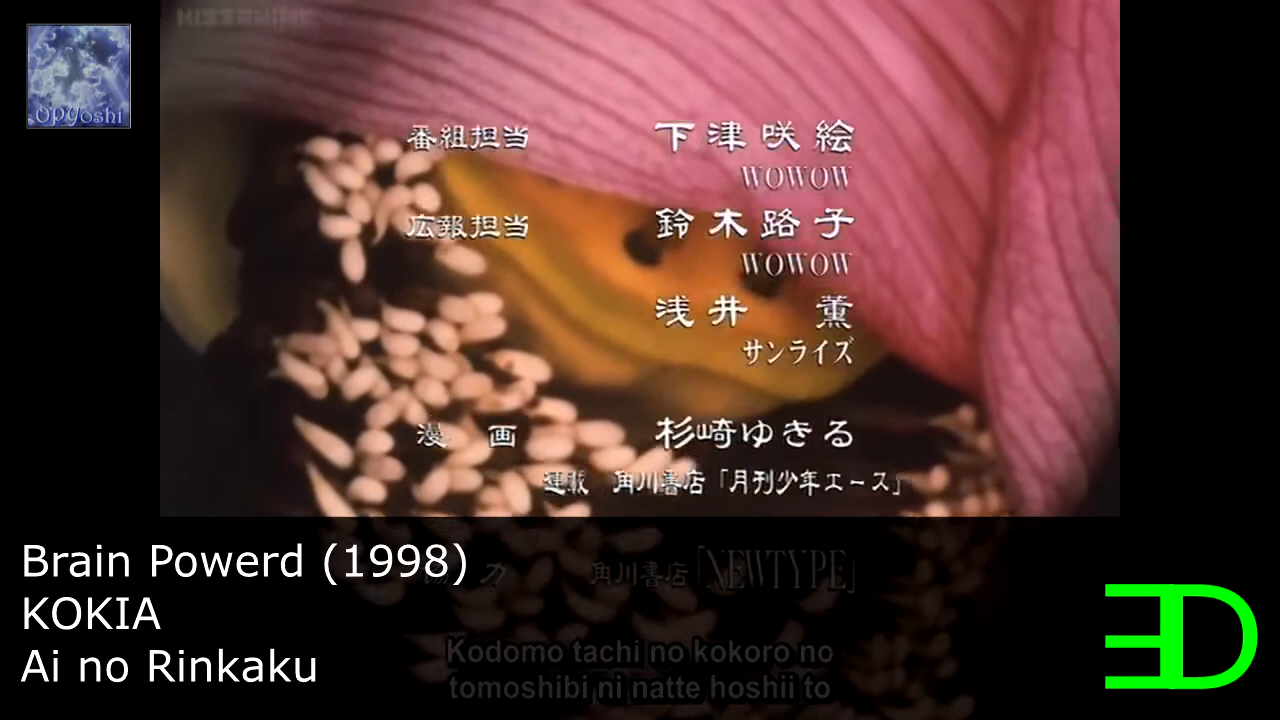 KISSANIME
OPYoshi
番組担当 下津咲絵
WOWOW
広報担当 鈴木路子
WOWOW
浅井 薫
サンライズ
漫 画 杉崎ゆきる
連載 角川書店「月刊少年エース」
協 力 角川書店「NEWTYPE」
Brain Powerd (1998)
KOKIA
Ai no Rinkaku
Kodomo tachi no kokoro no
tomoshibi ni natte hoshii to
ED